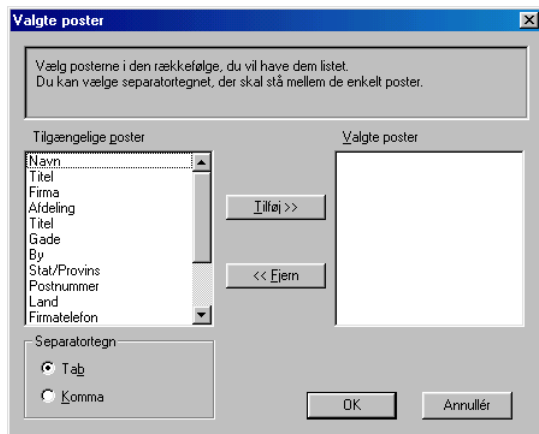 Valgte poster
Vælg posterne i den rækkefølge, du vil have dem listet.
Du kan vælge separatortegnet, der skal stå mellem de enkelt poster.
Tilgængelige poster
Navn
Titel
Firma
Afdeling
Titel
Gade
By
Stat/Provins
Postnummer
Land
Firmatelefon
Tilføj >>
<< Fjern
Valgte poster
Separatortegn
Tab
Komma
OK
Annullér